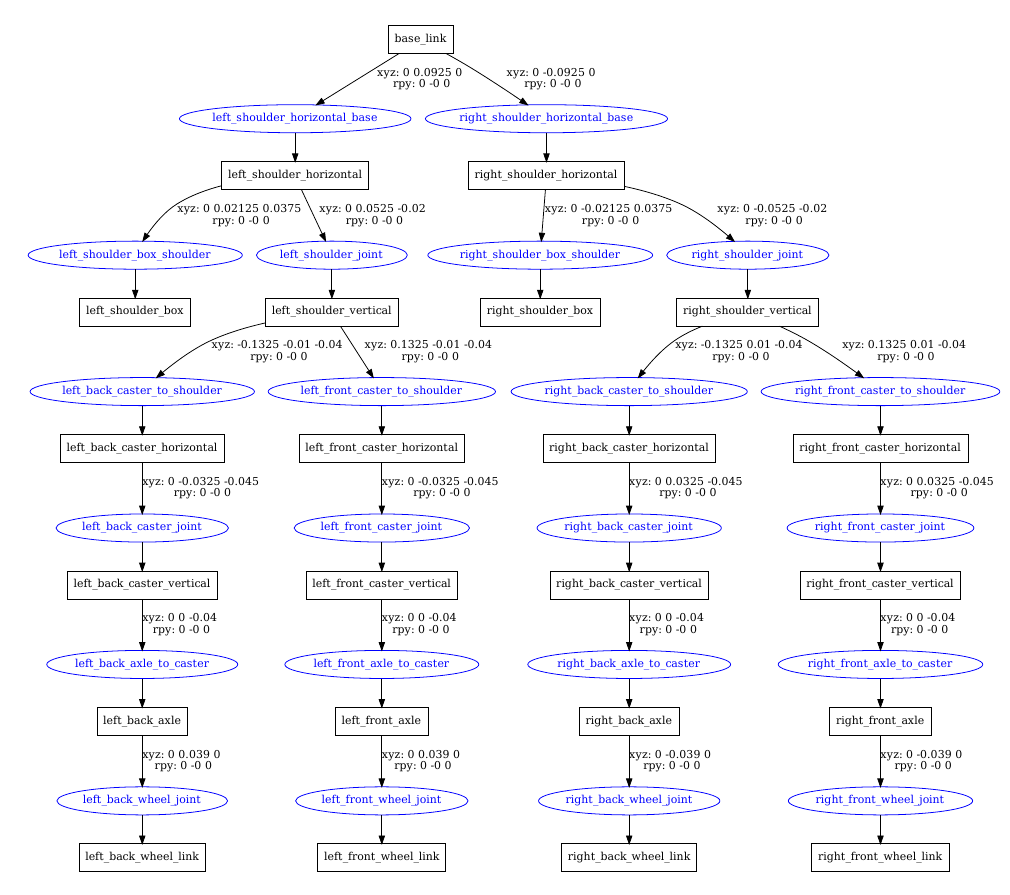 base_link
xyz: 0 0.0925 0
rpy: 0 -0 0
xyz: 0 -0.0925 0
rpy: 0 -0 0
left_shoulder_horizontal_base
right_shoulder_horizontal_base
left_shoulder_horizontal
right_shoulder_horizontal
xyz: 0 0.02125 0.0375
rpy: 0 -0 0
xyz: 0 0.0525 -0.02
rpy: 0 -0 0
xyz: 0 -0.02125 0.0375
rpy: 0 -0 0
xyz: 0 -0.0525 -0.02
rpy: 0 -0 0
left_shoulder_box_shoulder
left_shoulder_joint
right_shoulder_box_shoulder
right_shoulder_joint
left_shoulder_box
left_shoulder_vertical
right_shoulder_box
right_shoulder_vertical
xyz: -0.1325 -0.01 -0.04
rpy: 0 -0 0
xyz: 0.1325 -0.01 -0.04
rpy: 0 -0 0
xyz: -0.1325 0.01 -0.04
rpy: 0 -0 0
xyz: 0.1325 0.01 -0.04
rpy: 0 -0 0
left_back_caster_to_shoulder
left_front_caster_to_shoulder
right_back_caster_to_shoulder
right_front_caster_to_shoulder
left_back_caster_horizontal
left_front_caster_horizontal
right_back_caster_horizontal
right_front_caster_horizontal
xyz: 0 -0.0325 -0.045
rpy: 0 -0 0
xyz: 0 -0.0325 -0.045
rpy: 0 -0 0
xyz: 0 0.0325 -0.045
rpy: 0 -0 0
xyz: 0 0.0325 -0.045
rpy: 0 -0 0
left_back_caster_joint
left_front_caster_joint
right_back_caster_joint
right_front_caster_joint
left_back_caster_vertical
left_front_caster_vertical
right_back_caster_vertical
right_front_caster_vertical
xyz: 0 0 -0.04
rpy: 0 -0 0
xyz: 0 0 -0.04
rpy: 0 -0 0
xyz: 0 0 -0.04
rpy: 0 -0 0
xyz: 0 0 -0.04
rpy: 0 -0 0
left_back_axle_to_caster
left_front_axle_to_caster
right_back_axle_to_caster
right_front_axle_to_caster
left_back_axle
left_front_axle
right_back_axle
right_front_axle
xyz: 0 0.039 0
rpy: 0 -0 0
xyz: 0 0.039 0
rpy: 0 -0 0
xyz: 0 -0.039 0
rpy: 0 -0 0
xyz: 0 -0.039 0
rpy: 0 -0 0
left_back_wheel_joint
left_front_wheel_joint
right_back_wheel_joint
right_front_wheel_joint
left_back_wheel_link
left_front_wheel_link
right_back_wheel_link
right_front_wheel_link